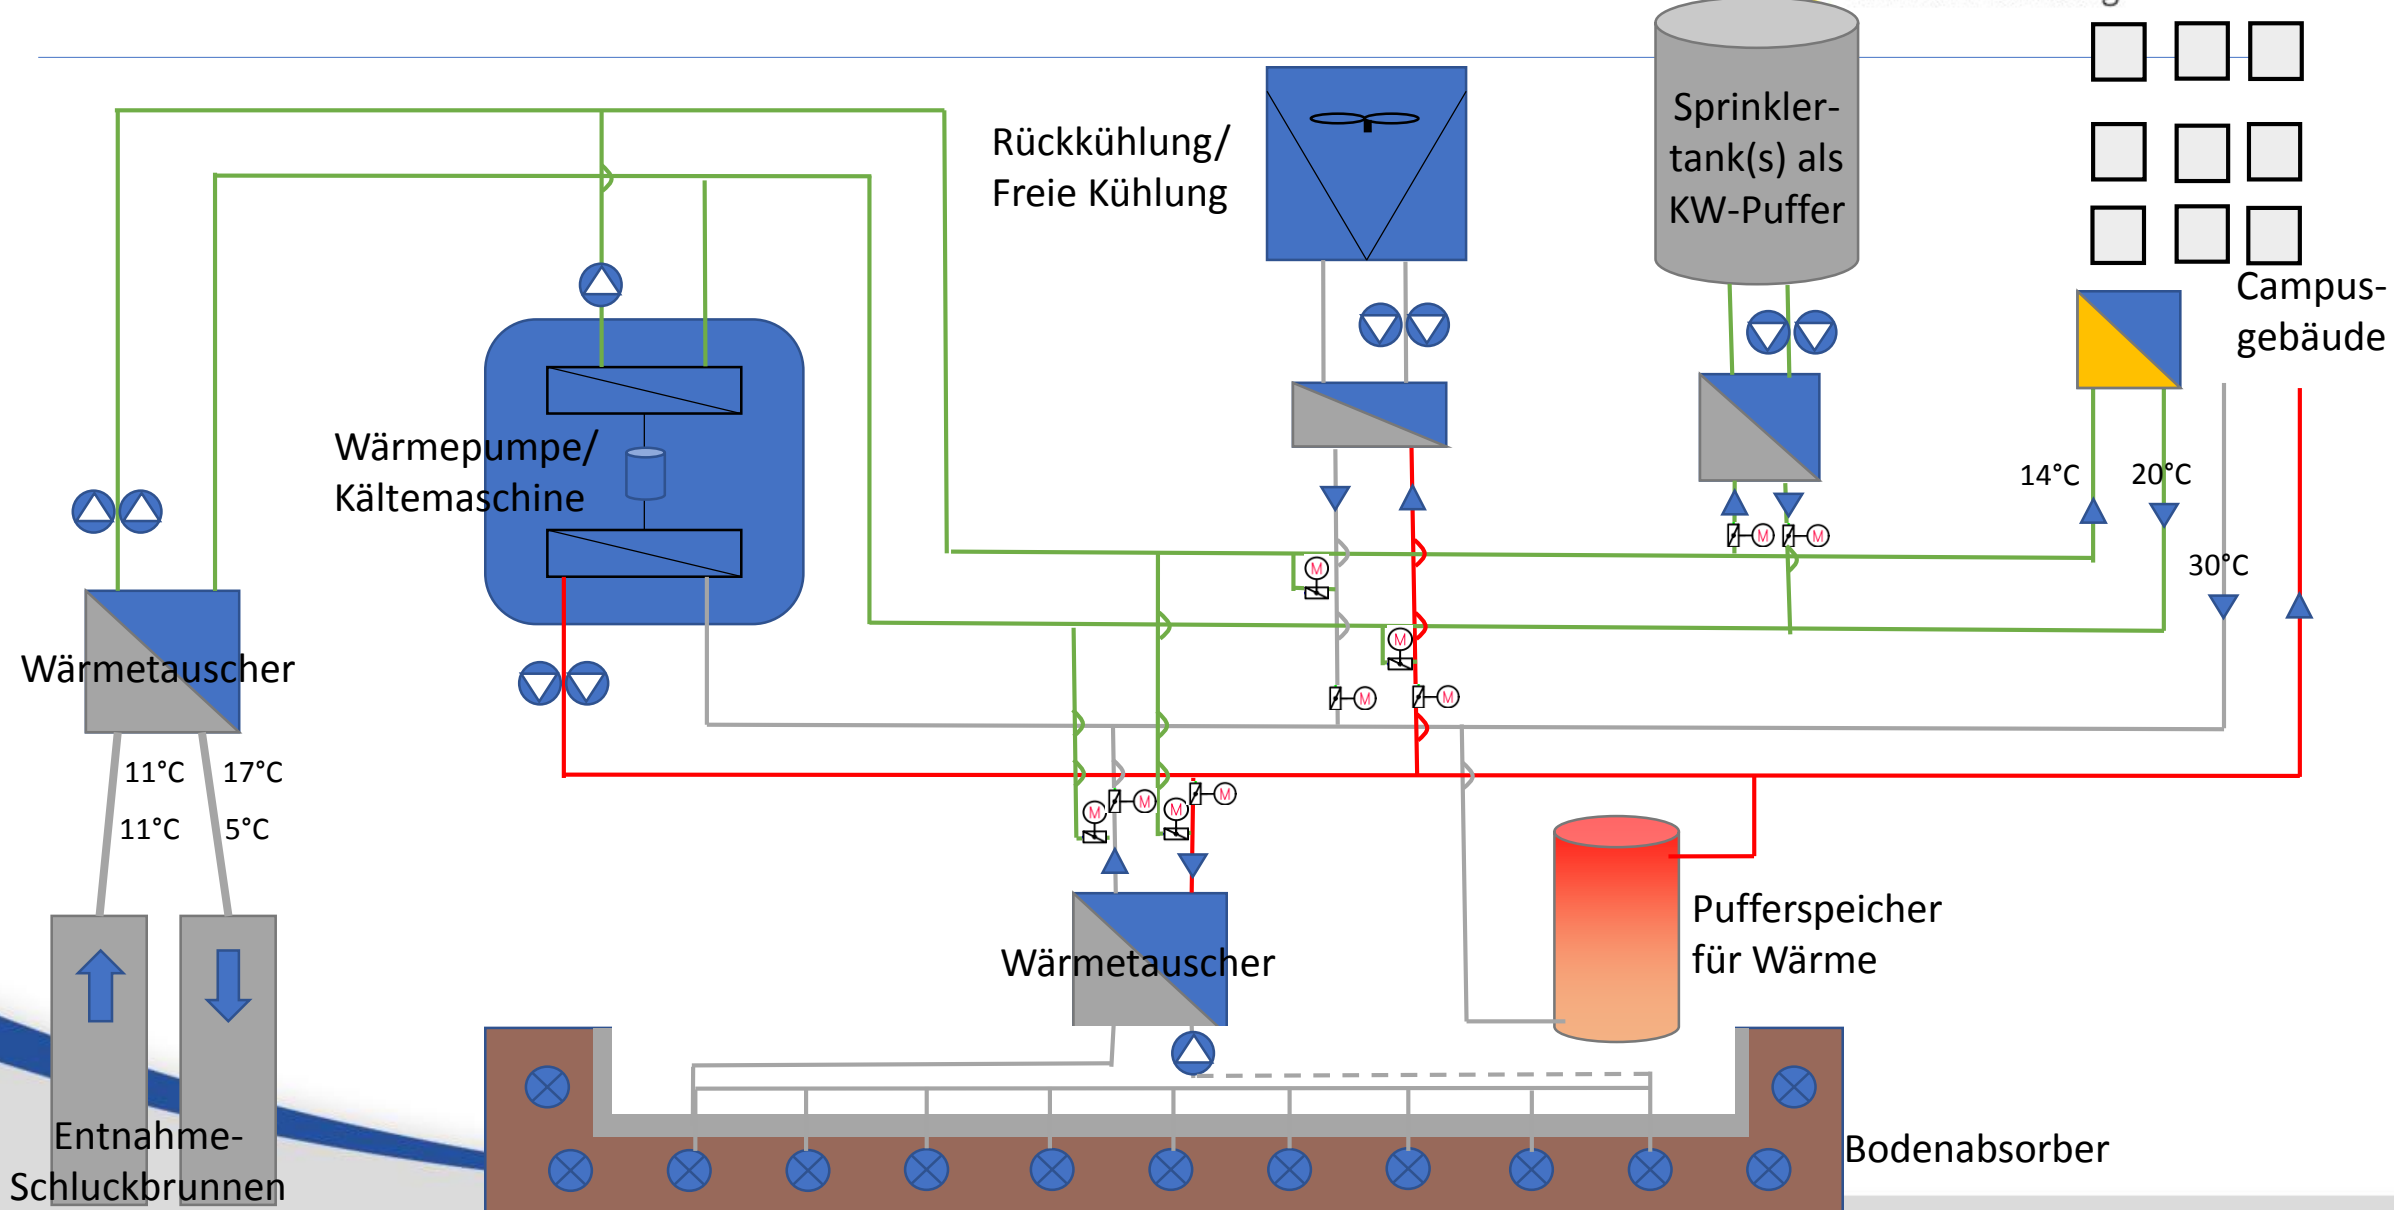 Rückkühlung/
Freie Kühlung
Sprinkler-
tank(s) als
KW-Puffer
Campus-
gebäude
Wärmepumpe/
Kältemaschine
14°C
20°C
30°C
M
M
M
M
M
M
Wärmetauscher
11°C
17°C
11°C
5°C
M
M
M
M
Wärmetauscher
Pufferspeicher
für Wärme
Entnahme-
Schluckbrunnen
Bodenabsorber